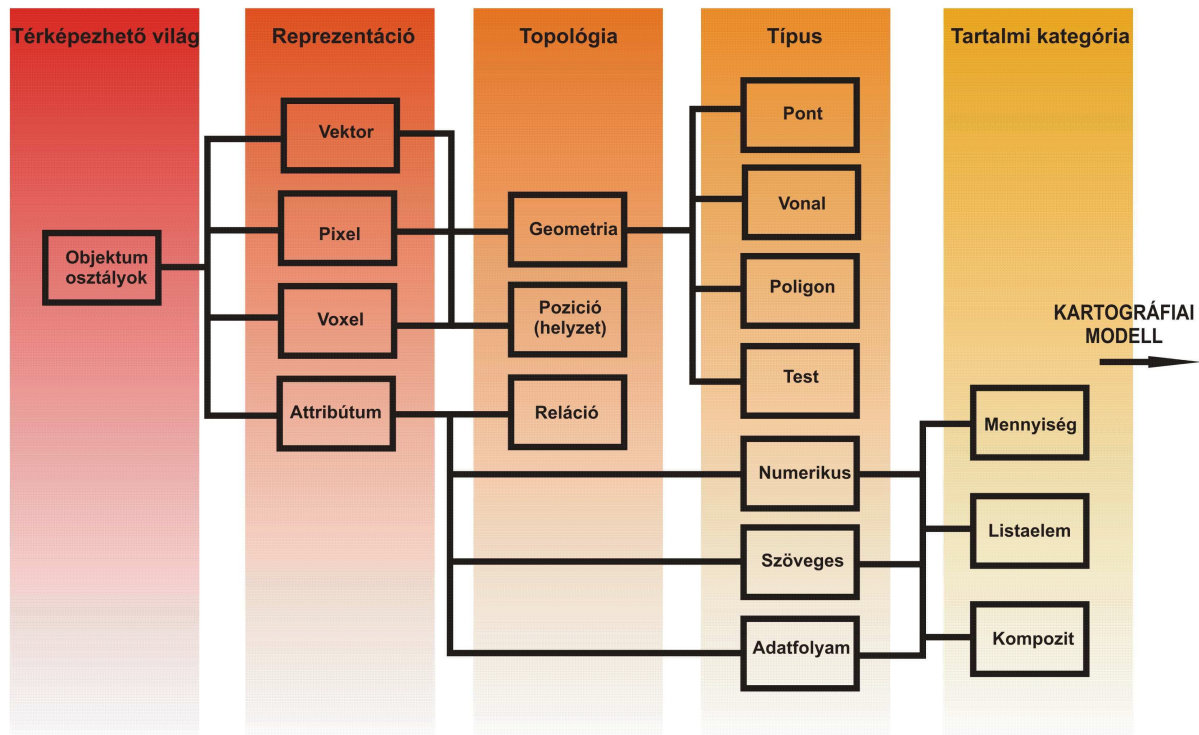 Térképezhető világ
Reprezentáció
Topológia
Típus
Tartalmi kategória
Objektum
osztályok
Vektor
Pixel
Voxel
Attribútum
Geometria
Pozició
(helyzet)
Reláció
Pont
Vonal
Poligon
Test
Numerikus
Szöveges
Adatfolyam
Mennyiség
Listaelem
Kompozit
KARTOGRÁFIAI
MODELL